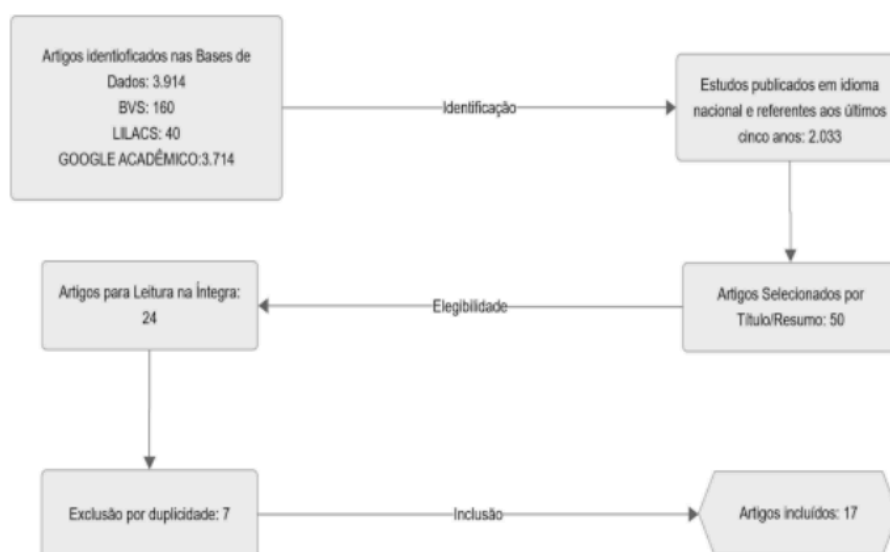 Artigos identioficados nas Bases de
Dados: 3.914
BVS: 160
LILACS: 40
GOOGLE ACADÊMICO:3.714
Identificação
Estudos publicados em idioma
nacional e referentes aos últimos
cinco anos: 2.033
Artigos para Leitura na Íntegra:
24
Elegibilidade
Artigos Selecionados por
Título/Resumo: 50
Exclusão por duplicidade: 7
Inclusão
Artigos incluídos: 17